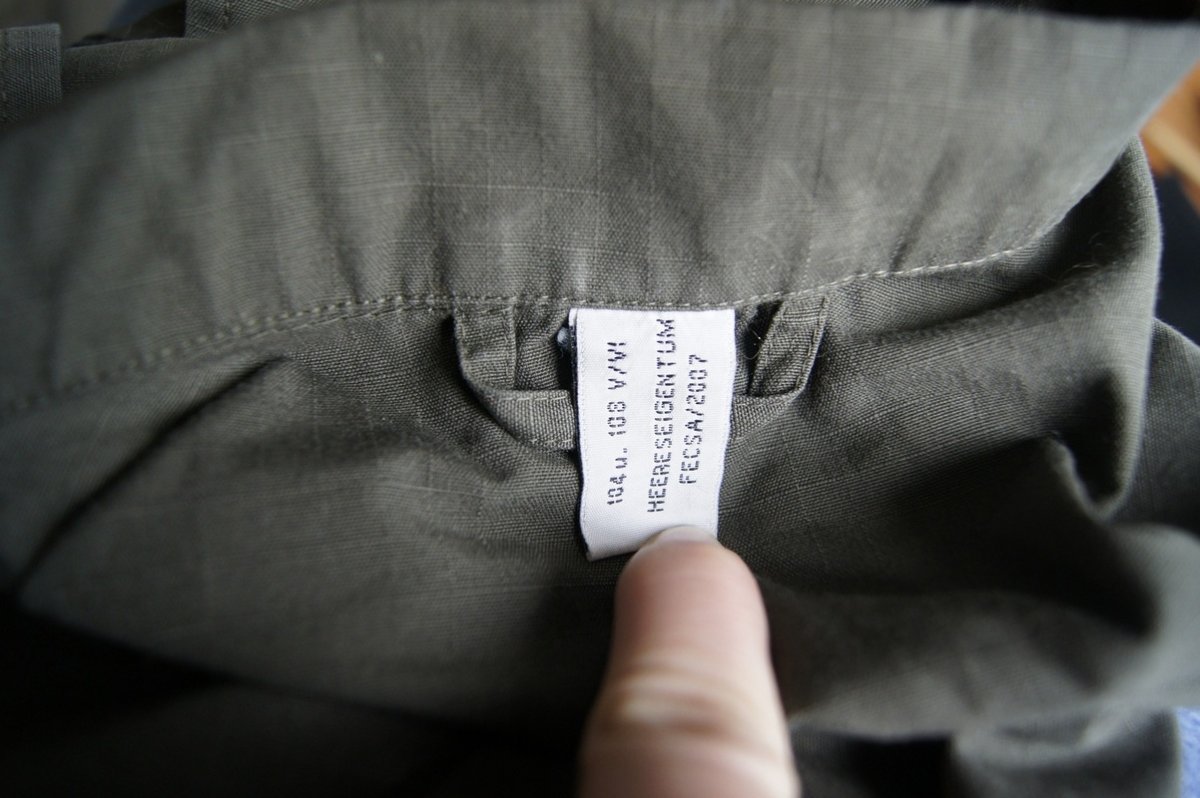 104 u. 108 V/VI
HEERESEIGENTUM
FECSA/2007